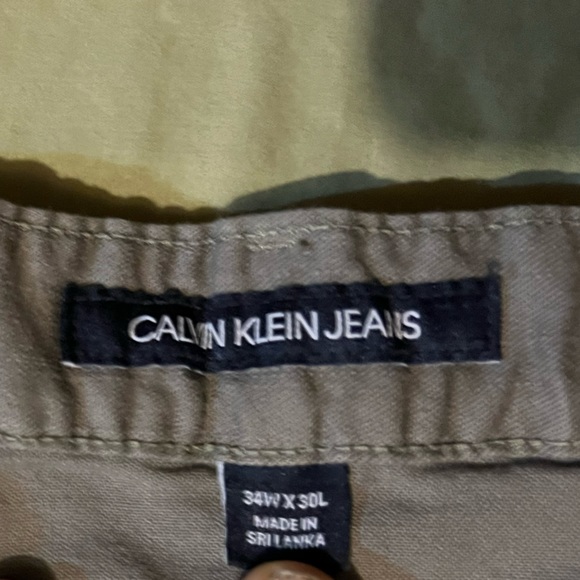 CALVIN KLEIN JEANS
34W X 30L
MADE IN
SRI LANKA